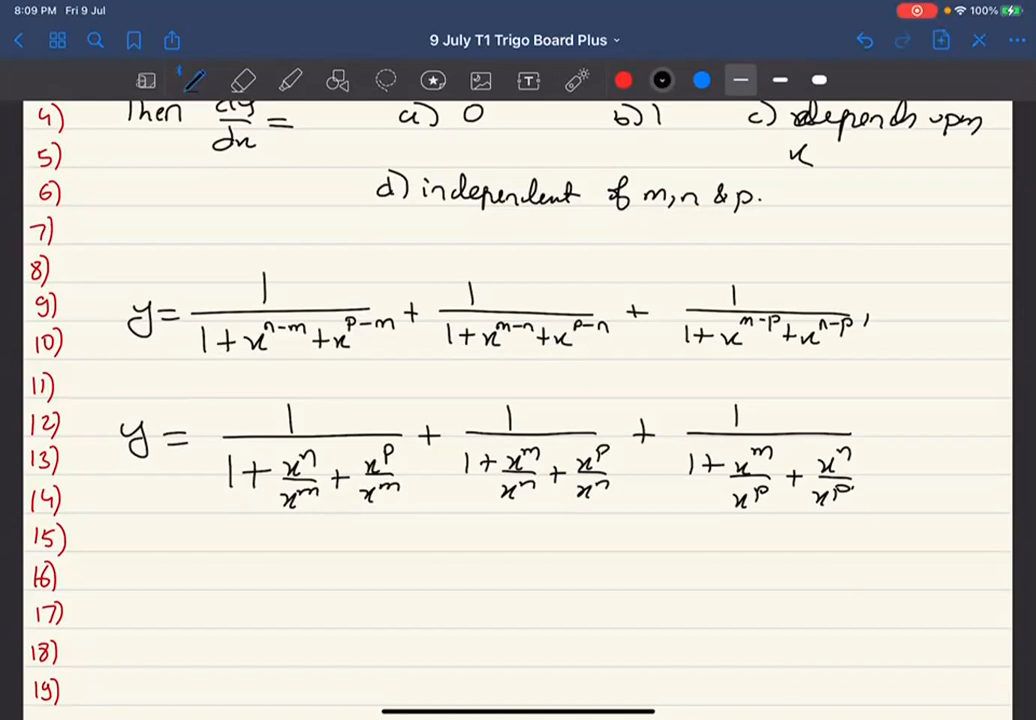 8:09 PM Fri 9 Jul 100%
9 July T1 Trigo Board Plus
4) Then dy/dx = a) 0 b) 1 c) depends upon
5) x
6) d) independent of m, n & p.
7)
8)
9) y = 1/(1 + x^(n-m) + x^(p-m)) + 1/(1 + x^(m-n) + x^(p-n)) + 1/(1 + x^(m-p) + x^(n-p)),
10)
11)
12) y = 1/(1 + x^n/x^m + x^p/x^m) + 1/(1 + x^m/x^n + x^p/x^n) + 1/(1 + x^m/x^p + x^n/x^p)
13)
14)
15)
16)
17)
18)
19)